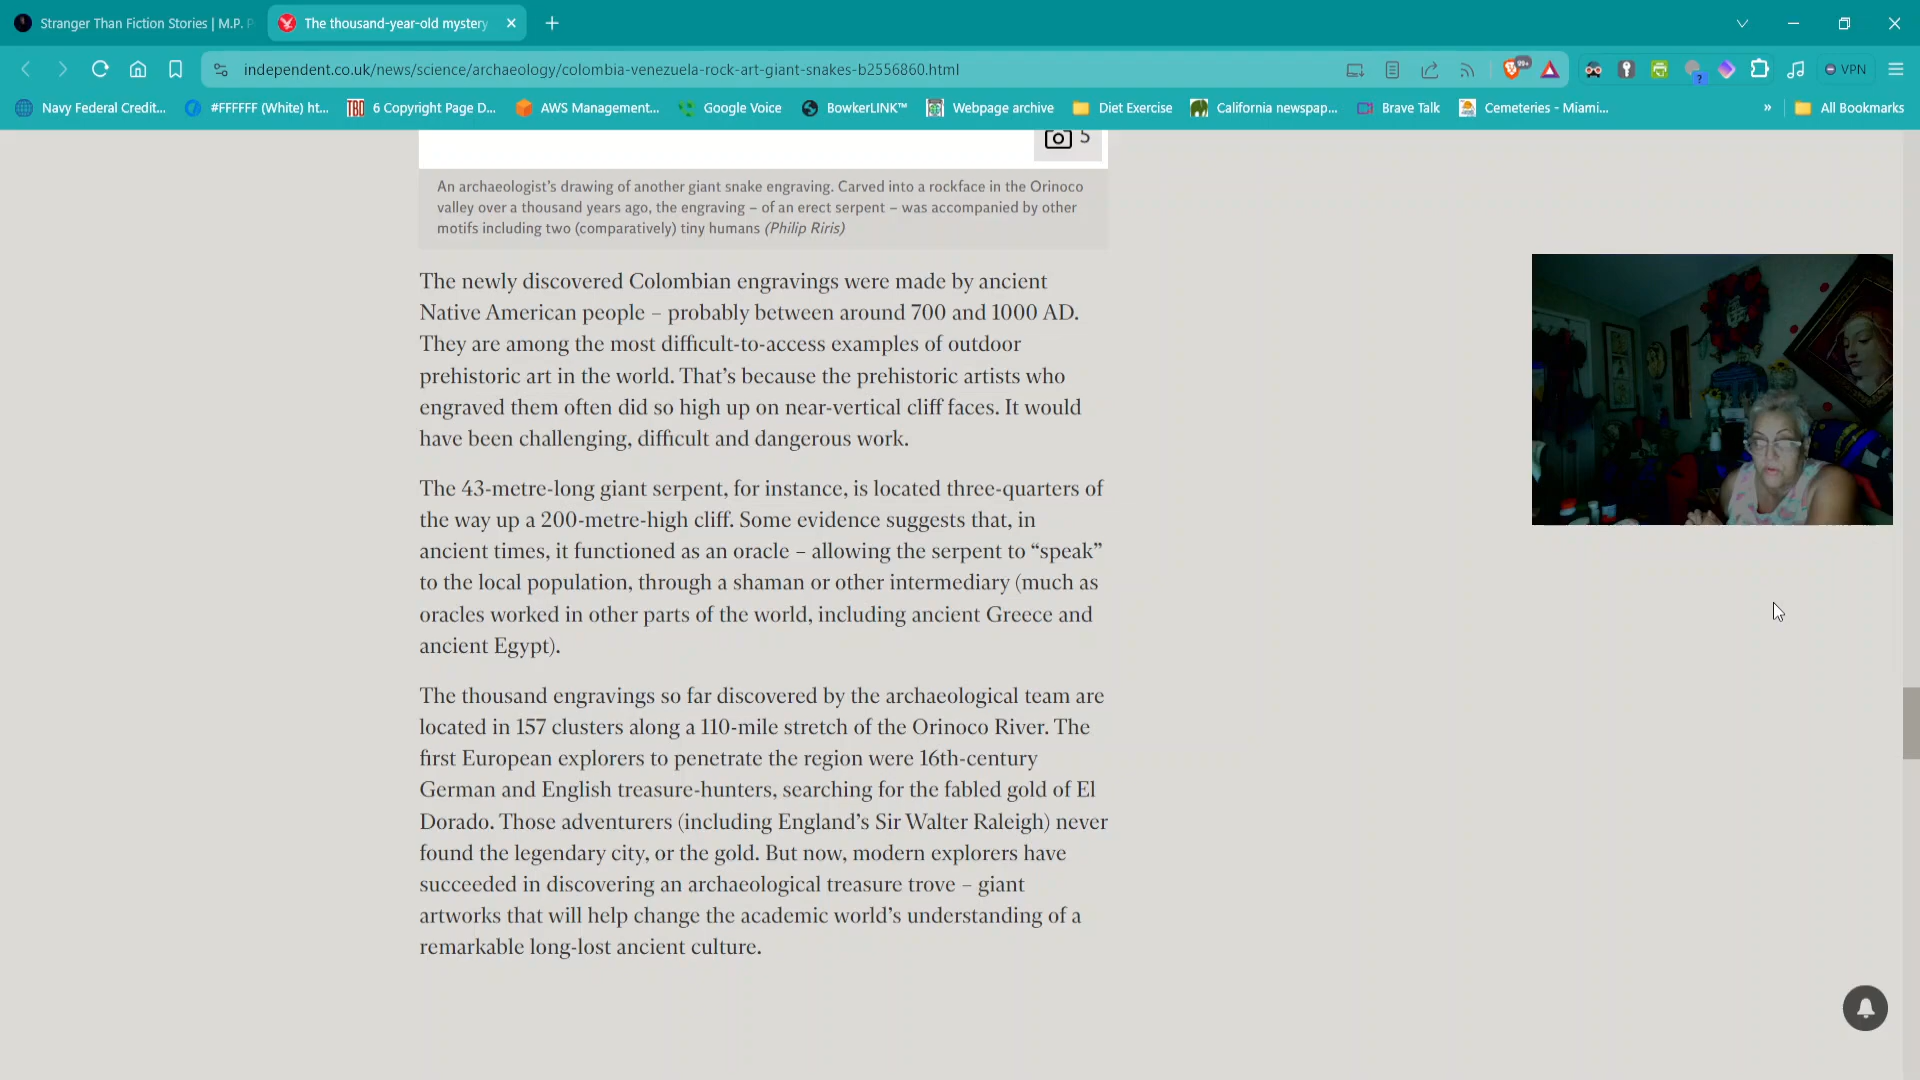 Stranger Than Fiction Stories | M.P.
The thousand-year-old mystery
independent.co.uk/news/science/archaeology/colombia-venezuela-rock-art-giant-snakes-b2556860.html
99+
?
VPN
Navy Federal Credit...
#FFFFFF (White) ht...
6 Copyright Page D...
AWS Management...
Google Voice
BowkerLINK™
Webpage archive
Diet Exercise
California newspap...
Brave Talk
Cemeteries - Miami...
»
All Bookmarks
5
An archaeologist’s drawing of another giant snake engraving. Carved into a rockface in the Orinoco
valley over a thousand years ago, the engraving – of an erect serpent – was accompanied by other
motifs including two (comparatively) tiny humans (Philip Riris)
The newly discovered Colombian engravings were made by ancient
Native American people – probably between around 700 and 1000 AD.
They are among the most difficult-to-access examples of outdoor
prehistoric art in the world. That’s because the prehistoric artists who
engraved them often did so high up on near-vertical cliff faces. It would
have been challenging, difficult and dangerous work.
The 43-metre-long giant serpent, for instance, is located three-quarters of
the way up a 200-metre-high cliff. Some evidence suggests that, in
ancient times, it functioned as an oracle – allowing the serpent to “speak”
to the local population, through a shaman or other intermediary (much as
oracles worked in other parts of the world, including ancient Greece and
ancient Egypt).
The thousand engravings so far discovered by the archaeological team are
located in 157 clusters along a 110-mile stretch of the Orinoco River. The
first European explorers to penetrate the region were 16th-century
German and English treasure-hunters, searching for the fabled gold of El
Dorado. Those adventurers (including England’s Sir Walter Raleigh) never
found the legendary city, or the gold. But now, modern explorers have
succeeded in discovering an archaeological treasure trove – giant
artworks that will help change the academic world’s understanding of a
remarkable long-lost ancient culture.